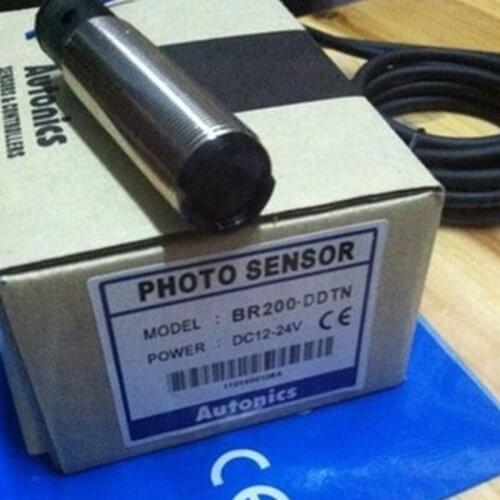 Autonics
SENSORS & CONTROLLERS
PHOTO SENSOR
MODEL : BR200-DDTN
POWER : DC12-24V
Autonics
CE